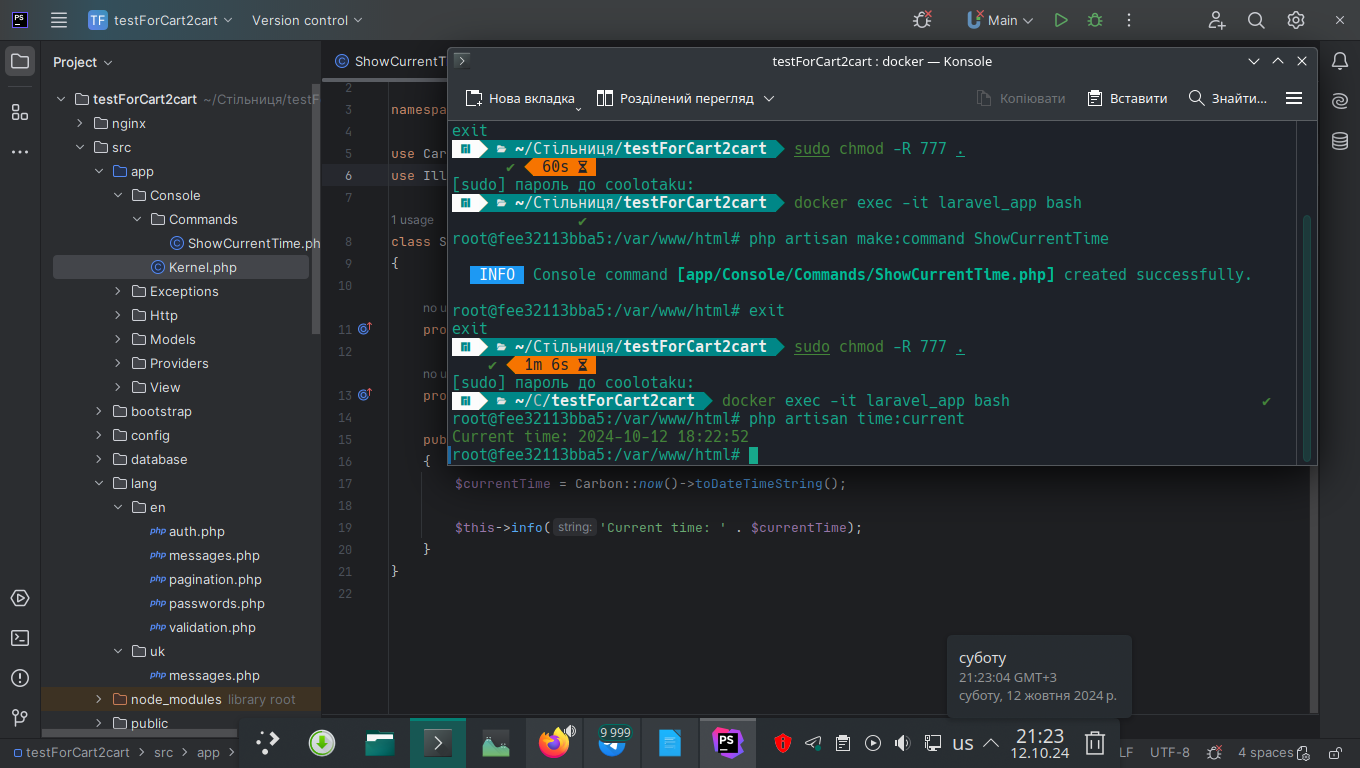 TF testForCart2cart Version control Main
Project
testForCart2cart ~/Стільниця/testF
nginx
src
app
Console
Commands
ShowCurrentTime.ph
Kernel.php
Exceptions
Http
Models
Providers
View
bootstrap
config
database
lang
en
auth.php
messages.php
pagination.php
passwords.php
validation.php
uk
messages.php
node_modules library root
public
ShowCurrentT
2
3 namespa
4
5 use Car
6 use Ill
7
1 usage
8 class S
9 {
10
no u
11 pro
12
no u
13 pro
14
15 pub
16 {
17 $currentTime = Carbon::now()->toDateTimeString();
18
19 $this->info( string: 'Current time: ' . $currentTime);
20 }
21 }
22
testForCart2cart : docker — Konsole
Нова вкладка Розділений перегляд Копіювати Вставити Знайти...
exit
~/Стільниця/testForCart2cart sudo chmod -R 777 .
✔ 60s
[sudo] пароль до coolotaku:
~/Стільниця/testForCart2cart docker exec -it laravel_app bash
✔
root@fee32113bba5:/var/www/html# php artisan make:command ShowCurrentTime
INFO Console command [app/Console/Commands/ShowCurrentTime.php] created successfully.
root@fee32113bba5:/var/www/html# exit
exit
~/Стільниця/testForCart2cart sudo chmod -R 777 .
✔ 1m 6s
[sudo] пароль до coolotaku:
~/С/testForCart2cart docker exec -it laravel_app bash ✔
root@fee32113bba5:/var/www/html# php artisan time:current
Current time: 2024-10-12 18:22:52
root@fee32113bba5:/var/www/html#
суботу
21:23:04 GMT+3
суботу, 12 жовтня 2024 р.
testForCart2cart > src > app >
PS
9 999
PS
us
21:23
12.10.24
LF UTF-8 4 spaces